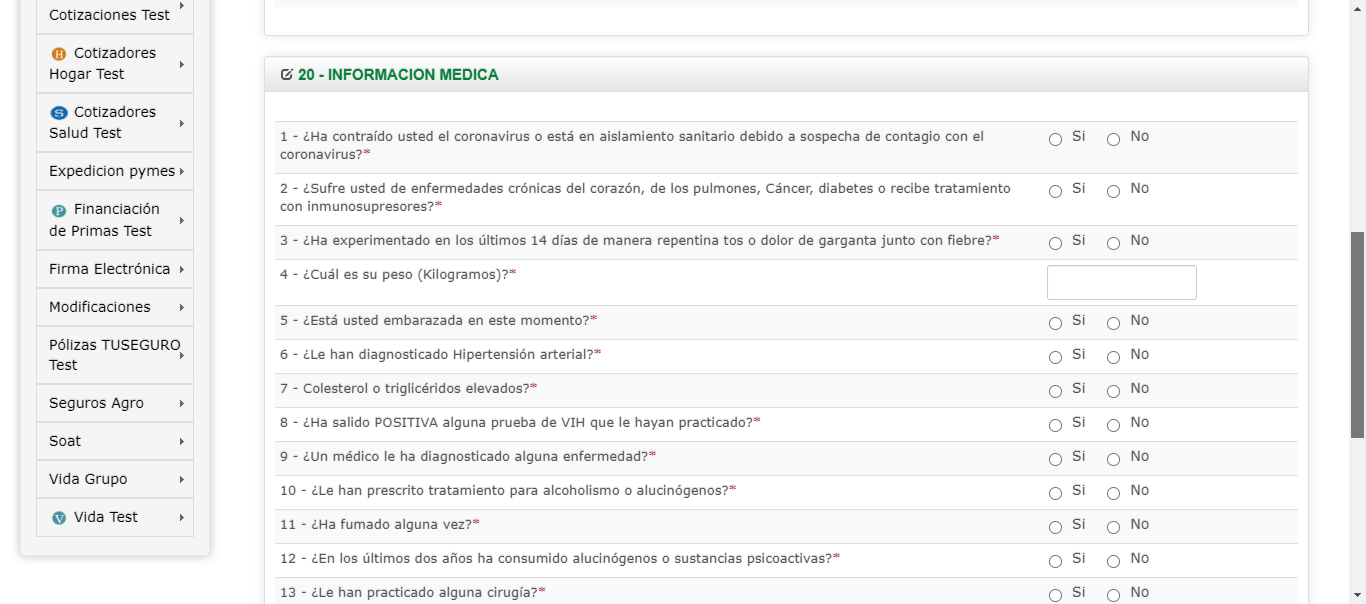 Cotizaciones Test
H Cotizadores
Hogar Test
S Cotizadores
Salud Test
Expedicion pymes
P Financiación
de Primas Test
Firma Electrónica
Modificaciones
Pólizas TUSEGURO
Test
Seguros Agro
Soat
Vida Grupo
V Vida Test
20 - INFORMACION MEDICA
1 - ¿Ha contraído usted el coronavirus o está en aislamiento sanitario debido a sospecha de contagio con el
coronavirus?* Si No
2 - ¿Sufre usted de enfermedades crónicas del corazón, de los pulmones, Cáncer, diabetes o recibe tratamiento
con inmunosupresores?* Si No
3 - ¿Ha experimentado en los últimos 14 días de manera repentina tos o dolor de garganta junto con fiebre?* Si No
4 - ¿Cuál es su peso (Kilogramos)?*
5 - ¿Está usted embarazada en este momento?* Si No
6 - ¿Le han diagnosticado Hipertensión arterial?* Si No
7 - Colesterol o triglicéridos elevados?* Si No
8 - ¿Ha salido POSITIVA alguna prueba de VIH que le hayan practicado?* Si No
9 - ¿Un médico le ha diagnosticado alguna enfermedad?* Si No
10 - ¿Le han prescrito tratamiento para alcoholismo o alucinógenos?* Si No
11 - ¿Ha fumado alguna vez?* Si No
12 - ¿En los últimos dos años ha consumido alucinógenos o sustancias psicoactivas?* Si No
13 - ¿Le han practicado alguna cirugía?* Si No